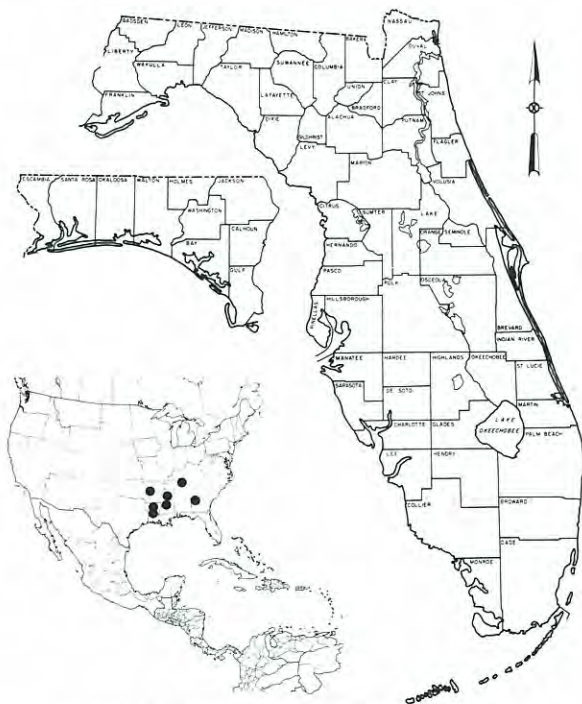 NASSAU
GADSDEN
LEON
JEFFERSON
MADISON
HAMILTON
BAKER
DUVAL
LIBERTY
WAKULLA
TAYLOR
SUWANNEE
COLUMBIA
CLAY
ST JOHNS
FRANKLIN
LAFAYETTE
UNION
BRADFORD
PUTNAM
DIXIE
GILCHRIST
ALACHUA
FLAGLER
LEVY
MARION
VOLUSIA
ESCAMBIA
SANTA ROSA
OKALOOSA
WALTON
HOLMES
JACKSON
WASHINGTON
BAY
CALHOUN
GULF
CITRUS
SUMTER
LAKE
HERNANDO
ORANGE
SEMINOLE
PASCO
OSCEOLA
POLK
PINELLAS
HILLSBOROUGH
BREVARD
INDIAN RIVER
MANATEE
HARDEE
HIGHLANDS
OKEECHOBEE
ST LUCIE
SARASOTA
DE SOTO
MARTIN
CHARLOTTE
GLADES
LAKE
OKEECHOBEE
PALM BEACH
LEE
HENDRY
COLLIER
BROWARD
DADE
MONROE